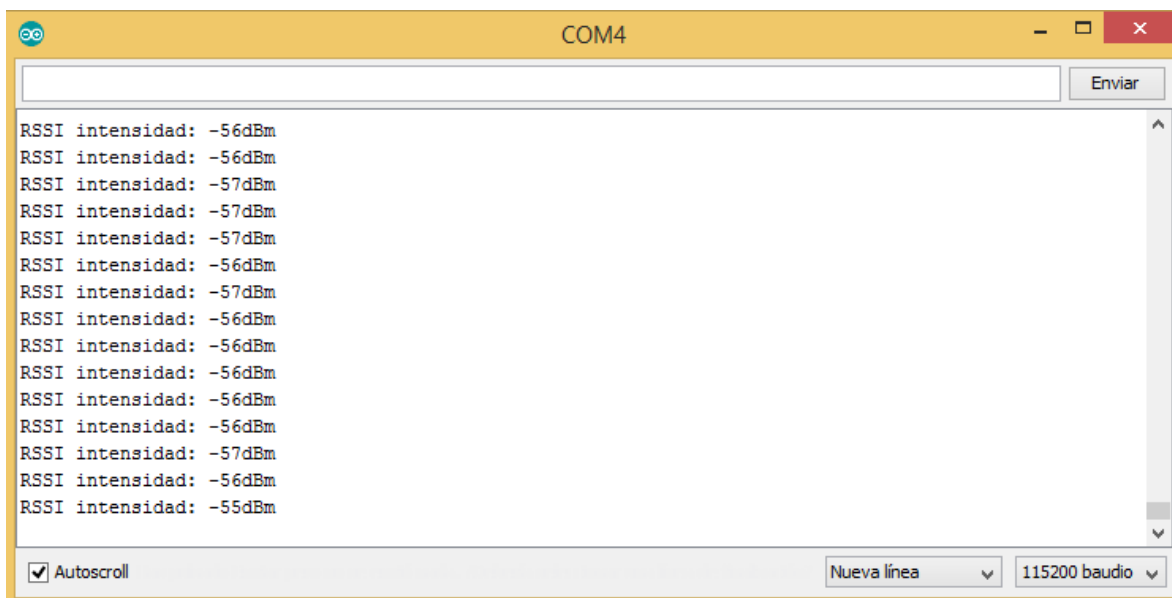 COM4
Enviar
RSSI intensidad: -56dBm
RSSI intensidad: -56dBm
RSSI intensidad: -57dBm
RSSI intensidad: -57dBm
RSSI intensidad: -57dBm
RSSI intensidad: -56dBm
RSSI intensidad: -57dBm
RSSI intensidad: -56dBm
RSSI intensidad: -56dBm
RSSI intensidad: -56dBm
RSSI intensidad: -56dBm
RSSI intensidad: -56dBm
RSSI intensidad: -57dBm
RSSI intensidad: -56dBm
RSSI intensidad: -55dBm
Autoscroll Nueva línea 115200 baudio